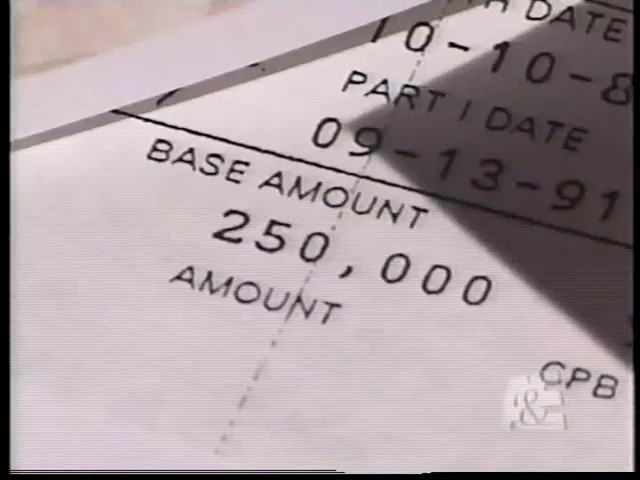 DATE
10-10-8
PART I DATE
09-13-91
BASE AMOUNT
250,000
AMOUNT
CPB
&